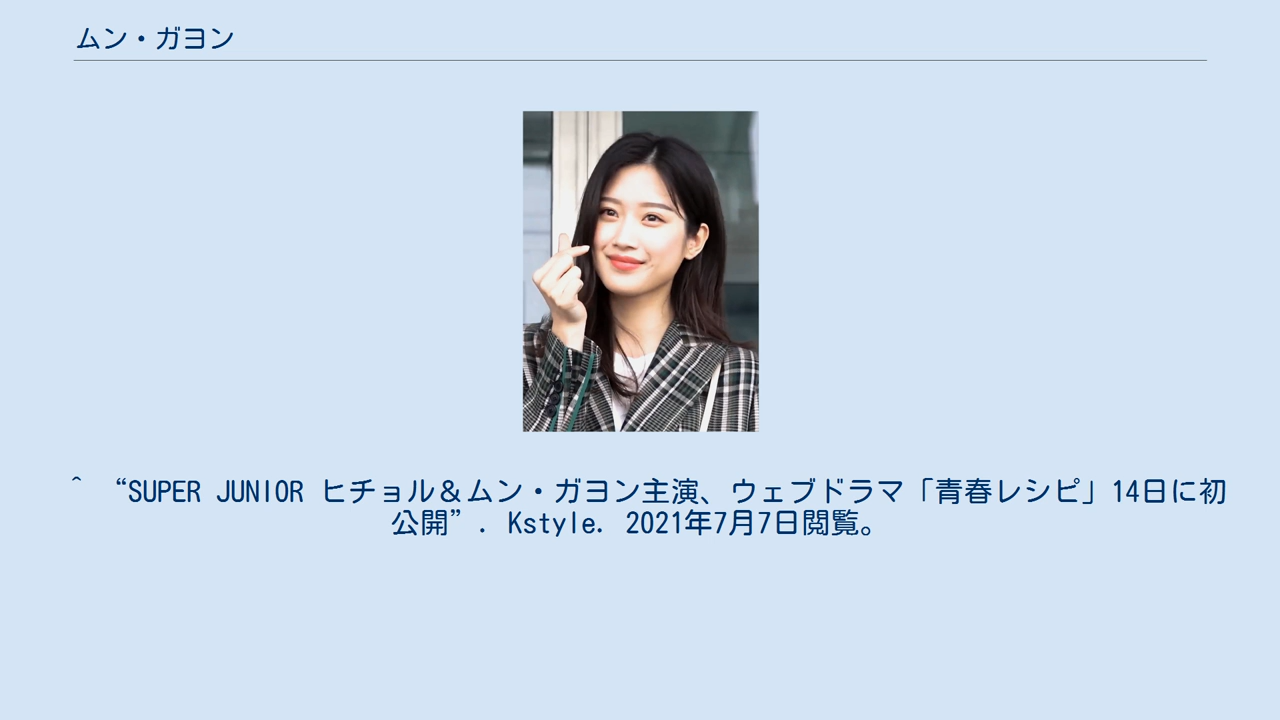 ムン・ガヨン
^ “SUPER JUNIOR ヒチョル＆ムン・ガヨン主演、ウェブドラマ「青春レシピ」14日に初
公開”. Kstyle. 2021年7月7日閲覧。